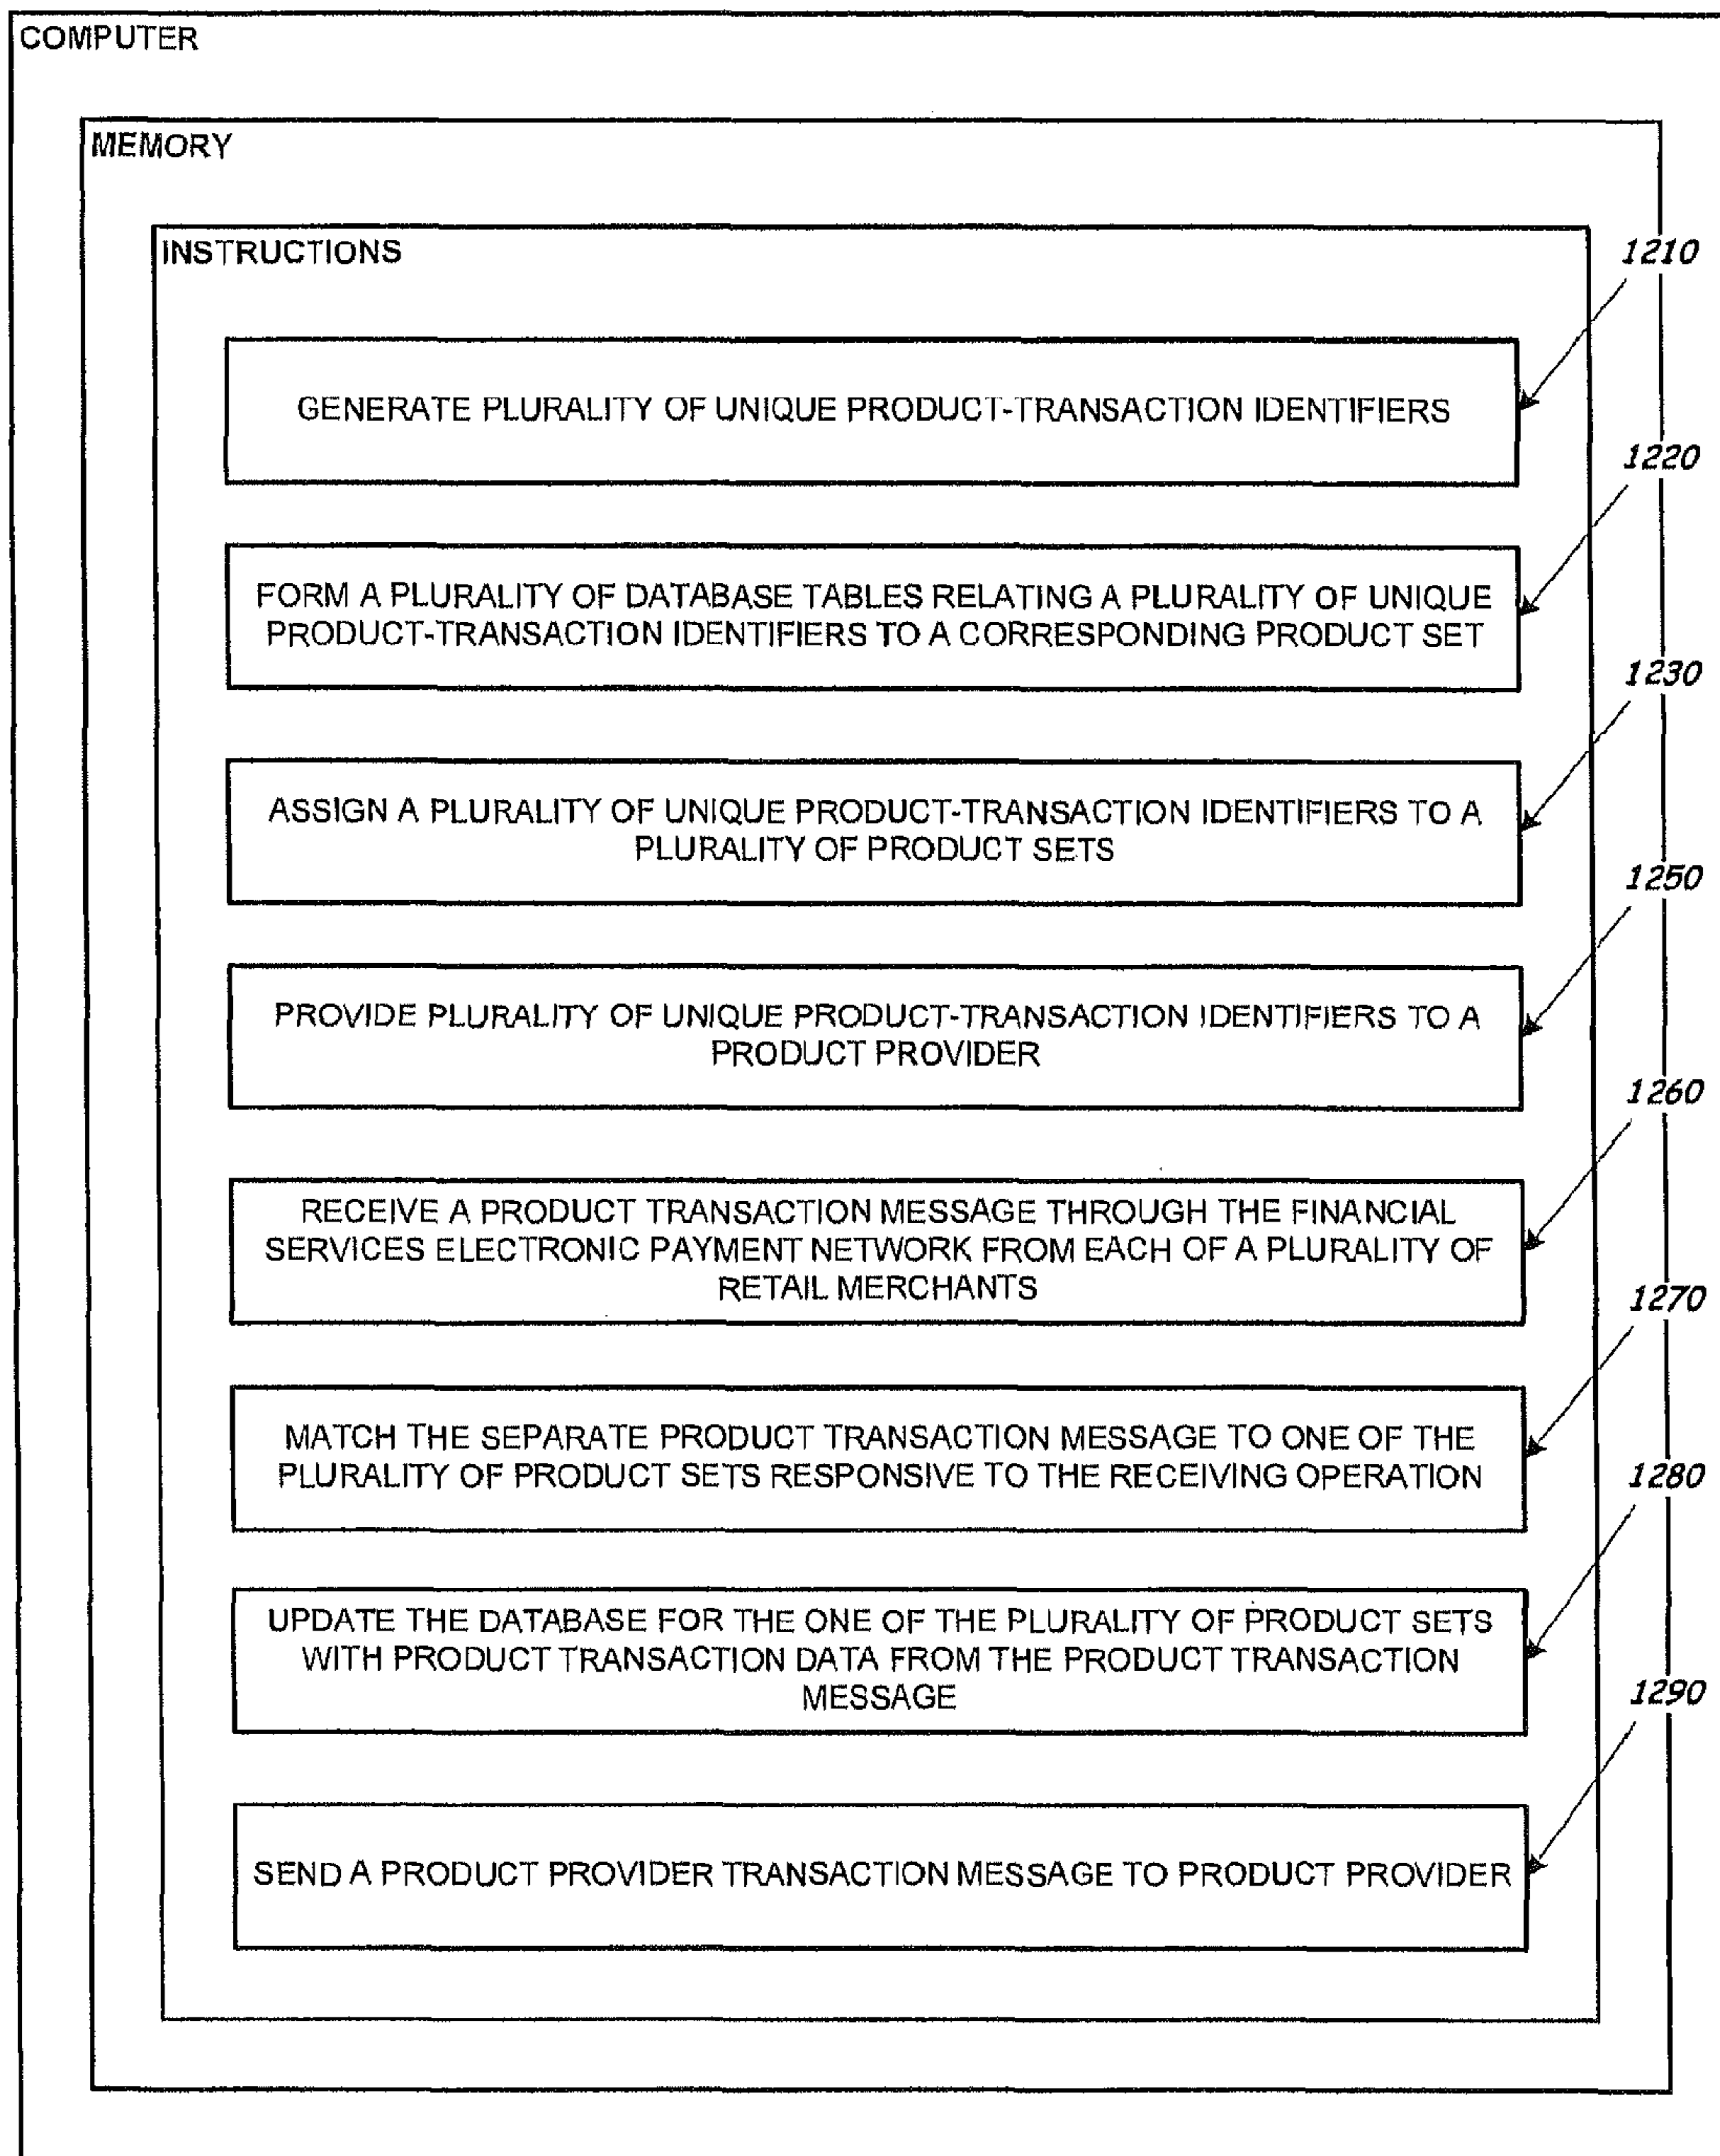 COMPUTER
MEMORY
INSTRUCTIONS
1210
GENERATE PLURALITY OF UNIQUE PRODUCT-TRANSACTION IDENTIFIERS
1220
FORM A PLURALITY OF DATABASE TABLES RELATING A PLURALITY OF UNIQUE
PRODUCT-TRANSACTION IDENTIFIERS TO A CORRESPONDING PRODUCT SET
1230
ASSIGN A PLURALITY OF UNIQUE PRODUCT-TRANSACTION IDENTIFIERS TO A
PLURALITY OF PRODUCT SETS
1250
PROVIDE PLURALITY OF UNIQUE PRODUCT-TRANSACTION IDENTIFIERS TO A
PRODUCT PROVIDER
1260
RECEIVE A PRODUCT TRANSACTION MESSAGE THROUGH THE FINANCIAL
SERVICES ELECTRONIC PAYMENT NETWORK FROM EACH OF A PLURALITY OF
RETAIL MERCHANTS
1270
MATCH THE SEPARATE PRODUCT TRANSACTION MESSAGE TO ONE OF THE
PLURALITY OF PRODUCT SETS RESPONSIVE TO THE RECEIVING OPERATION
1280
UPDATE THE DATABASE FOR THE ONE OF THE PLURALITY OF PRODUCT SETS
WITH PRODUCT TRANSACTION DATA FROM THE PRODUCT TRANSACTION
MESSAGE
1290
SEND A PRODUCT PROVIDER TRANSACTION MESSAGE TO PRODUCT PROVIDER